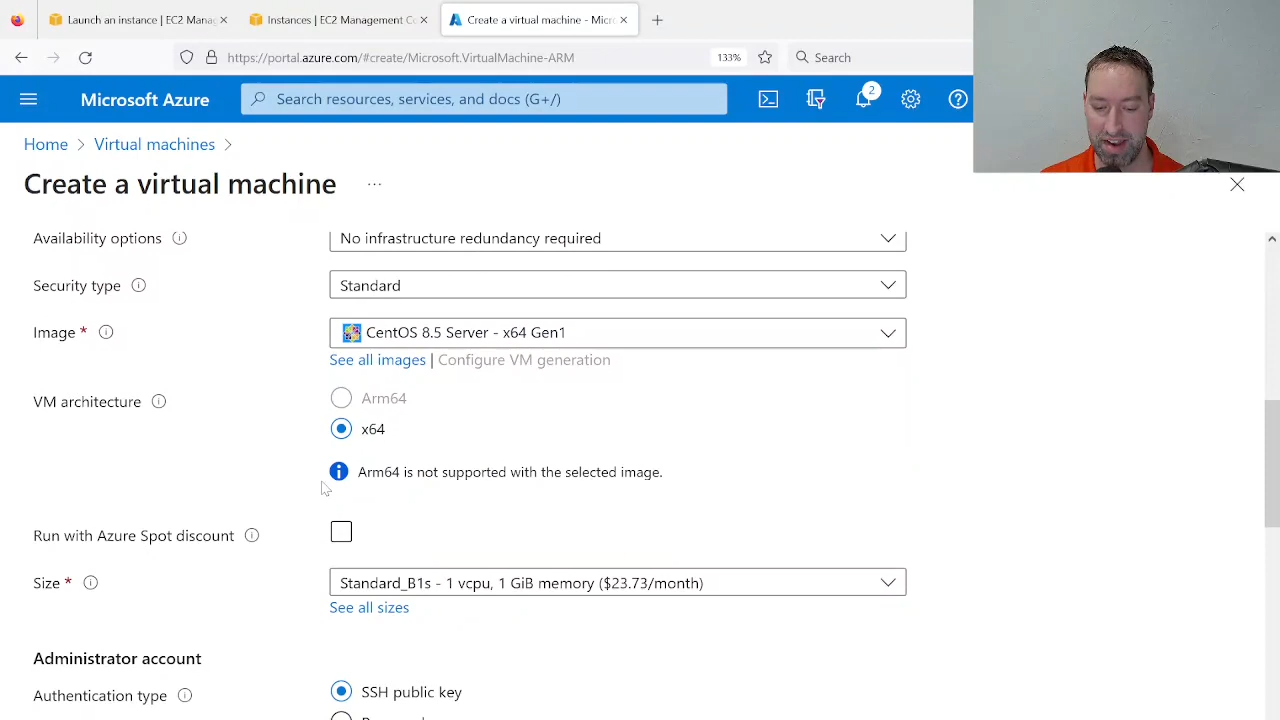 Launch an instance | EC2 Manag
Instances | EC2 Management Co
Create a virtual machine - Micro
https://portal.azure.com/#create/Microsoft.VirtualMachine-ARM
133%
Search
Microsoft Azure
Search resources, services, and docs (G+/)
2
Home > Virtual machines >
Create a virtual machine ...
Availability options
No infrastructure redundancy required
Security type
Standard
Image *
CentOS 8.5 Server - x64 Gen1
See all images | Configure VM generation
VM architecture
Arm64
x64
Arm64 is not supported with the selected image.
Run with Azure Spot discount
Size *
Standard_B1s - 1 vcpu, 1 GiB memory ($23.73/month)
See all sizes
Administrator account
Authentication type
SSH public key